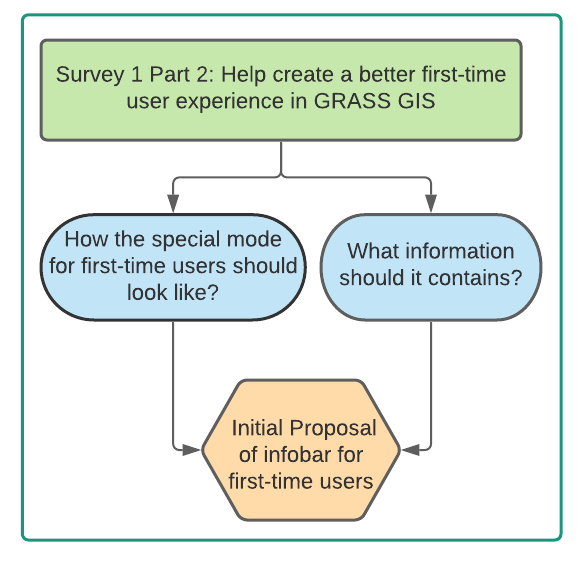 Survey 1 Part 2: Help create a better first-time
user experience in GRASS GIS
How the special mode
for first-time users should
look like?
What information
should it contains?
Initial Proposal
of infobar for
first-time users